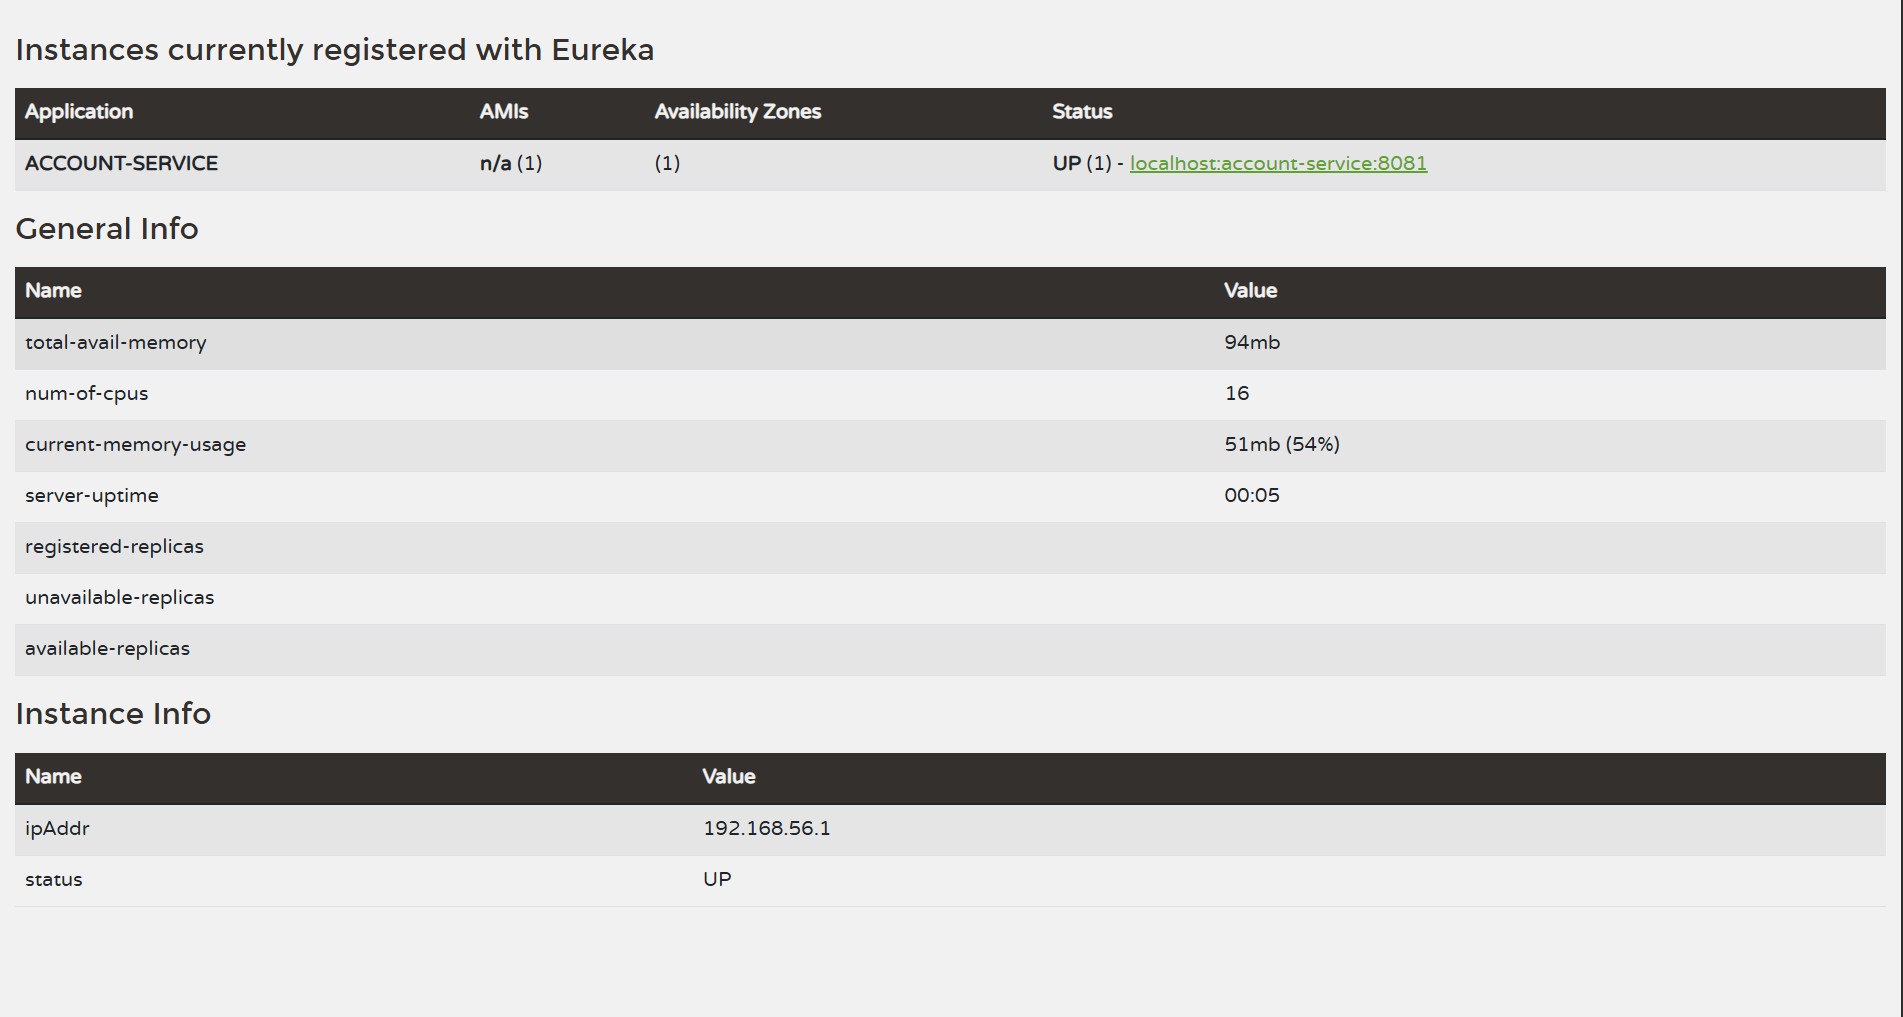 Instances currently registered with Eureka
Application AMIs Availability Zones Status
ACCOUNT-SERVICE n/a (1) (1) UP (1) - localhost:account-service:8081
General Info
Name Value
total-avail-memory 94mb
num-of-cpus 16
current-memory-usage 51mb (54%)
server-uptime 00:05
registered-replicas
unavailable-replicas
available-replicas
Instance Info
Name Value
ipAddr 192.168.56.1
status UP